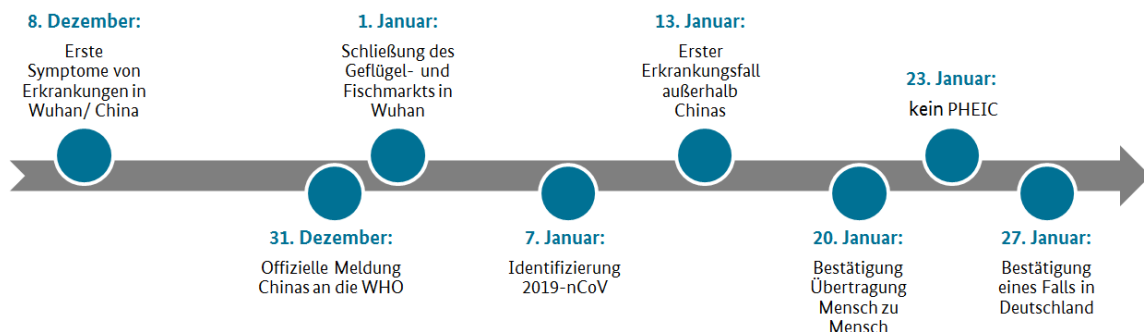 8. Dezember:
Erste
Symptome von
Erkrankungen in
Wuhan/ China
31. Dezember:
Offizielle Meldung
Chinas an die WHO
1. Januar:
Schließung des
Geflügel- und
Fischmarkts in
Wuhan
7. Januar:
Identifizierung
2019-nCoV
13. Januar:
Erster
Erkrankungsfall
außerhalb
Chinas
20. Januar:
Bestätigung
Übertragung
Mensch zu
Mensch
23. Januar:
kein PHEIC
27. Januar:
Bestätigung
eines Falls in
Deutschland